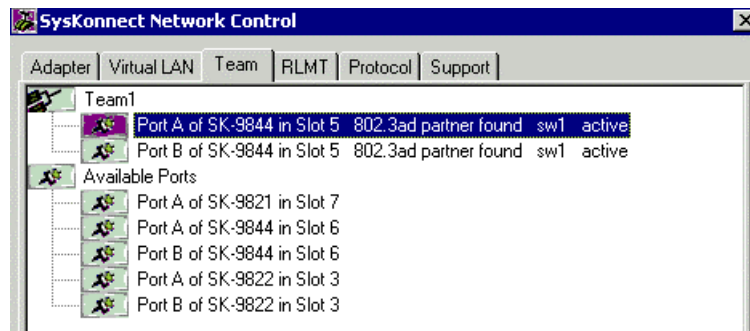 SysKonnect Network Control
Adapter Virtual LAN Team RLMT Protocol Support
Team1
Port A of SK-9844 in Slot 5 802.3ad partner found sw1 active
Port B of SK-9844 in Slot 5 802.3ad partner found sw1 active
Available Ports
Port A of SK-9821 in Slot 7
Port A of SK-9844 in Slot 6
Port B of SK-9844 in Slot 6
Port A of SK-9822 in Slot 3
Port B of SK-9822 in Slot 3